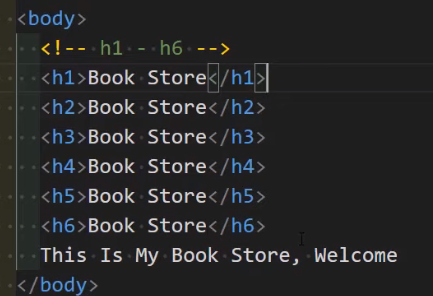 <body>
<!-- h1 - h6 -->
<h1>Book Store</h1>
<h2>Book Store</h2>
<h3>Book Store</h3>
<h4>Book Store</h4>
<h5>Book Store</h5>
<h6>Book Store</h6>
This Is My Book Store, Welcome
</body>